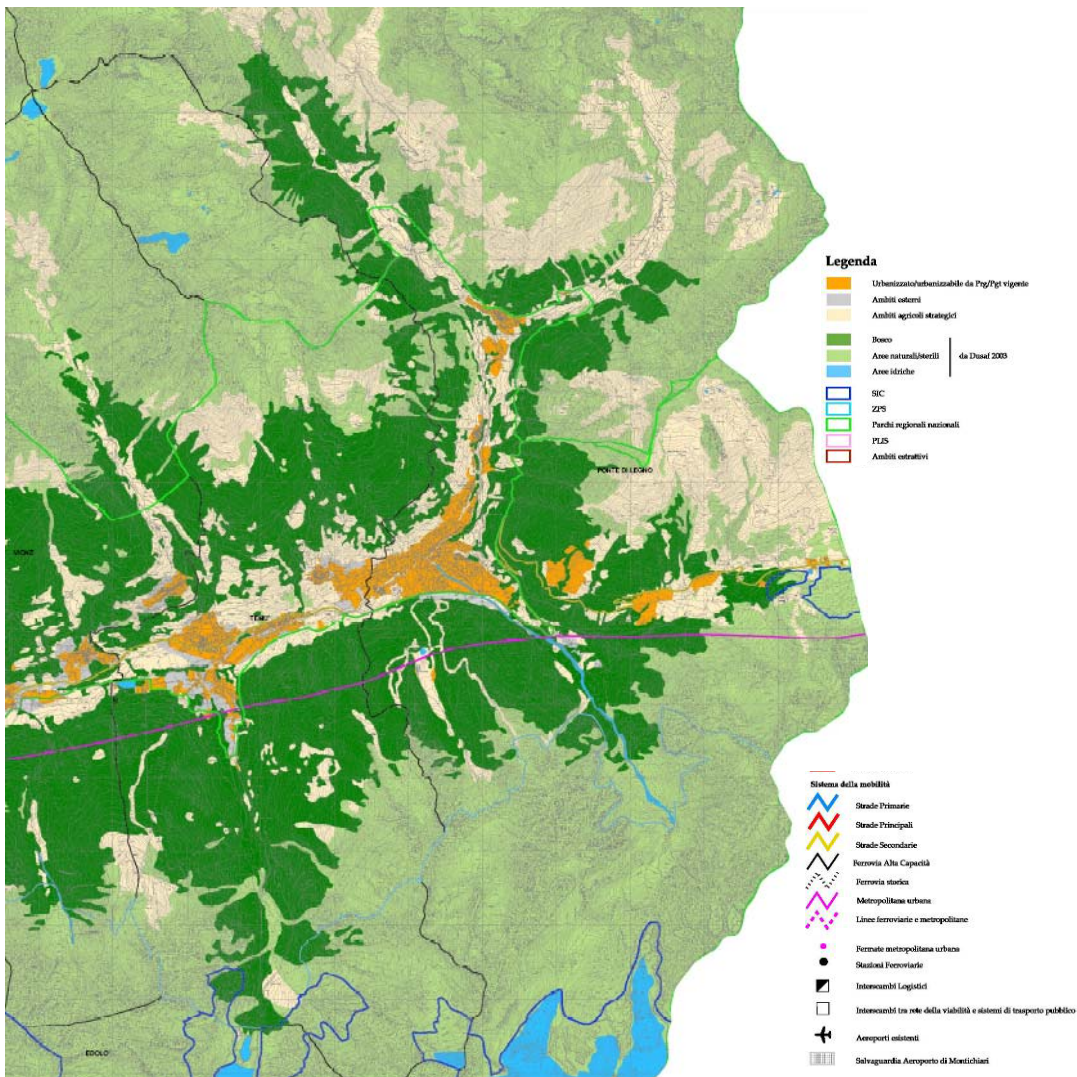 Legenda
Urbanizzato/urbanizzabile da Prg/Pgt vigente
Ambiti esterni
Ambiti agricoli strategici
Bosco
Aree naturali/sterili
da Dusaf 2003
Aree idriche
SIC
ZPS
Parchi regionali nazionali
PLIS
Ambiti estrattivi
PONTE DI LEGNO
VIONE
TEMU'
EDOLO
Sistema della mobilità
Strade Primarie
Strade Principali
Strade Secondarie
Ferrovia Alta Capacità
Ferrovia storica
Metropolitana urbana
Linee ferroviarie e metropolitane
Fermate metropolitana urbana
Stazioni Ferroviarie
Interscambi Logistici
Interscambi tra rete della viabilità e sistemi di trasporto pubblico
Aeroporti esistenti
Salvaguardia Aeroporto di Montichiari